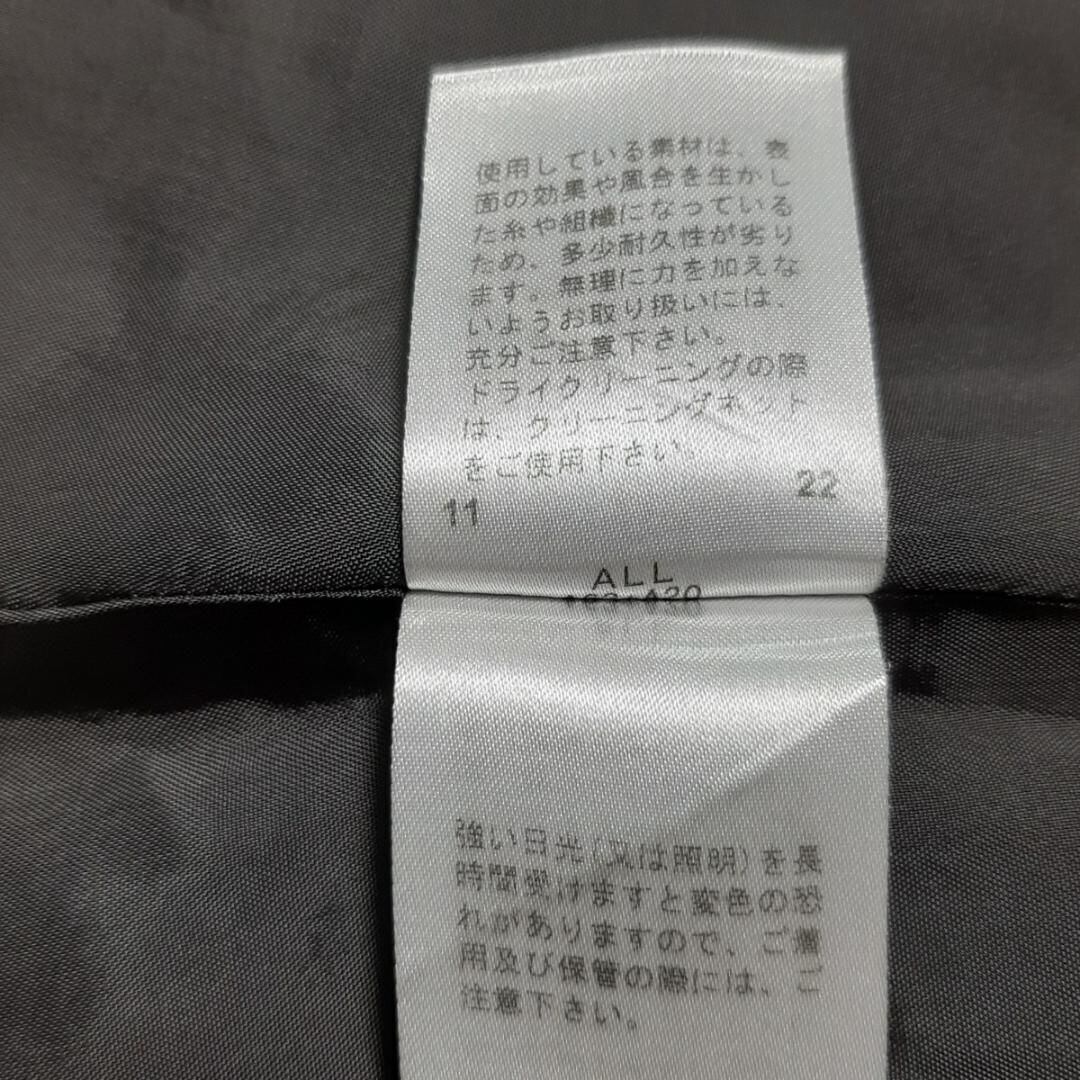 使用している素材は、表
面の効果や風合を生かし
た糸や組織になっている
ため、多少耐久性が劣り
ます。無理に力を加えな
いようお取り扱いには、
充分ご注意下さい。
ドライクリーニングの際
は、クリーニングネット
をご使用下さい。
11 22
ALL
強い日光(又は照明)を長
時間受けますと変色の恐
れがありますので、ご着
用及び保管の際には、ご
注意下さい。